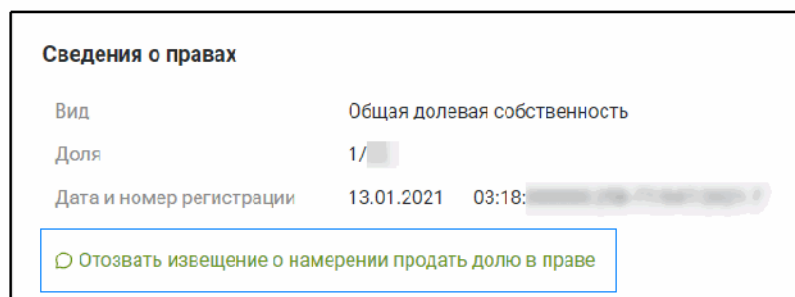 Сведения о правах
Вид Общая долевая собственность
Доля 1/
Дата и номер регистрации 13.01.2021 03:18:
Отозвать извещение о намерении продать долю в праве